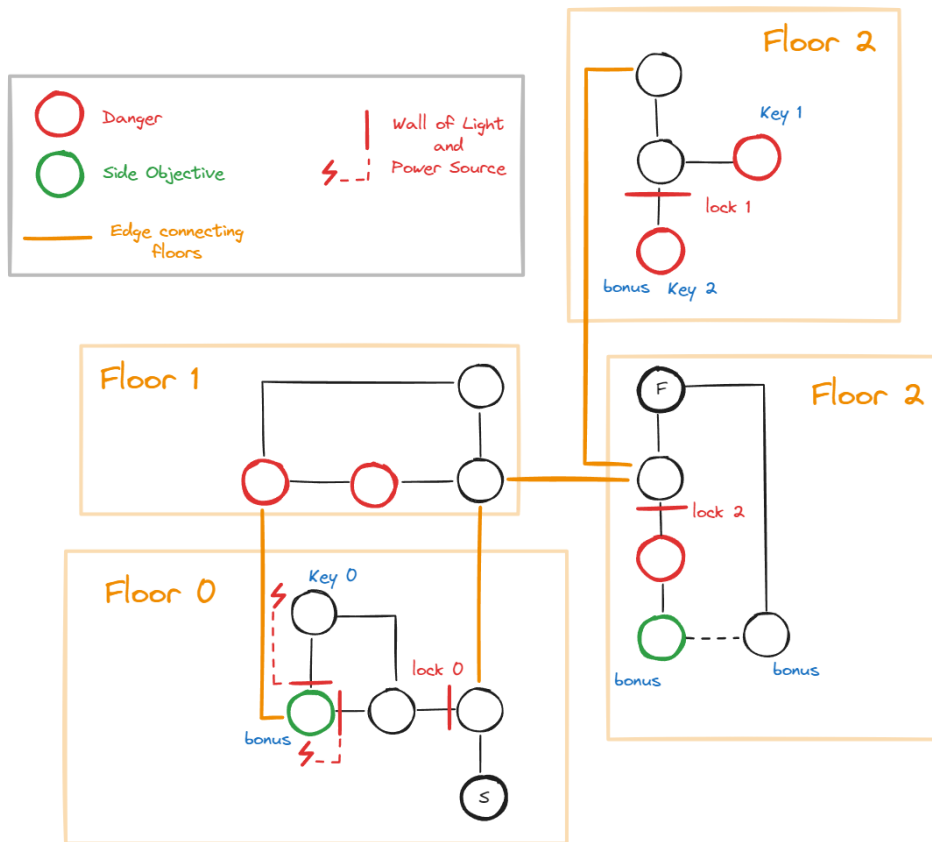 Floor 2
Danger
Side Objective
Edge connecting
floors
Wall of Light
and
Power Source
Key 1
lock 1
bonus Key 2
Floor 1
Floor 2
F
lock 2
bonus
bonus
Floor 0
Key 0
lock 0
bonus
S